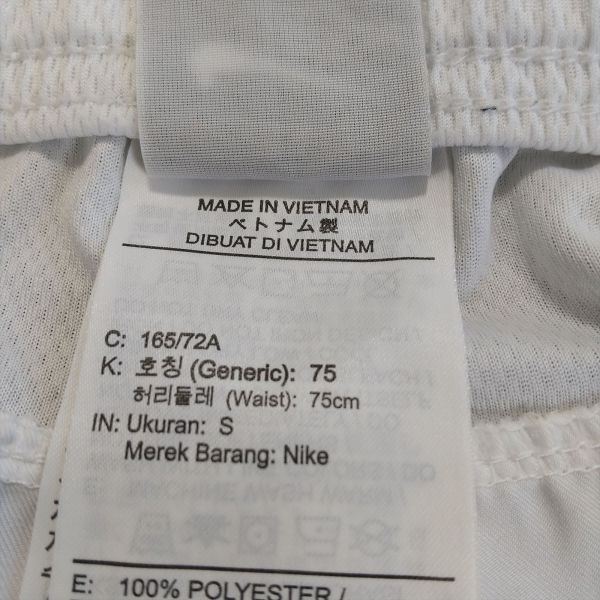 MADE IN VIETNAM
ベトナム製
DIBUAT DI VIETNAM
C: 165/72A
K: 호칭 (Generic): 75
허리둘레 (Waist): 75cm
IN: Ukuran: S
Merek Barang: Nike
E: 100% POLYESTER /